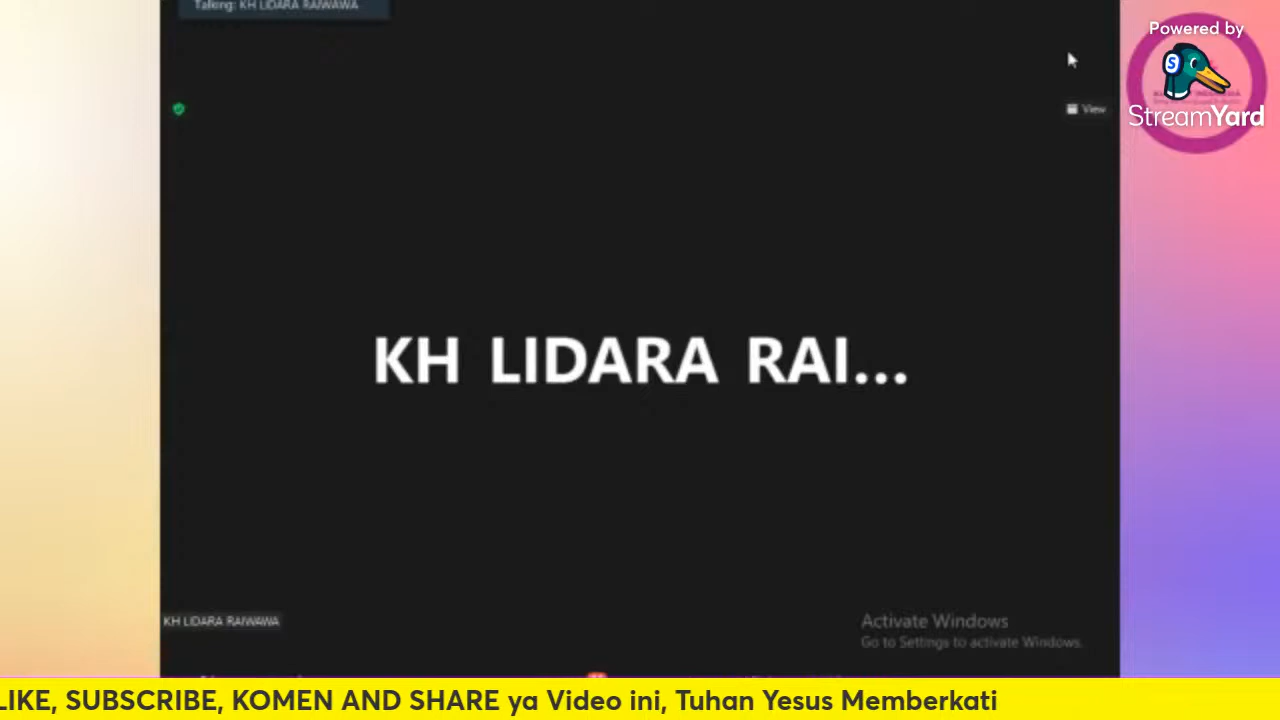 Talking: KH LIDARA RAIWAWA
Powered by
StreamYard
View
KH LIDARA RAI...
KH LIDARA RAIWAWA
Activate Windows
Go to Settings to activate Windows.
LIKE, SUBSCRIBE, KOMEN AND SHARE ya Video ini, Tuhan Yesus Memberkati